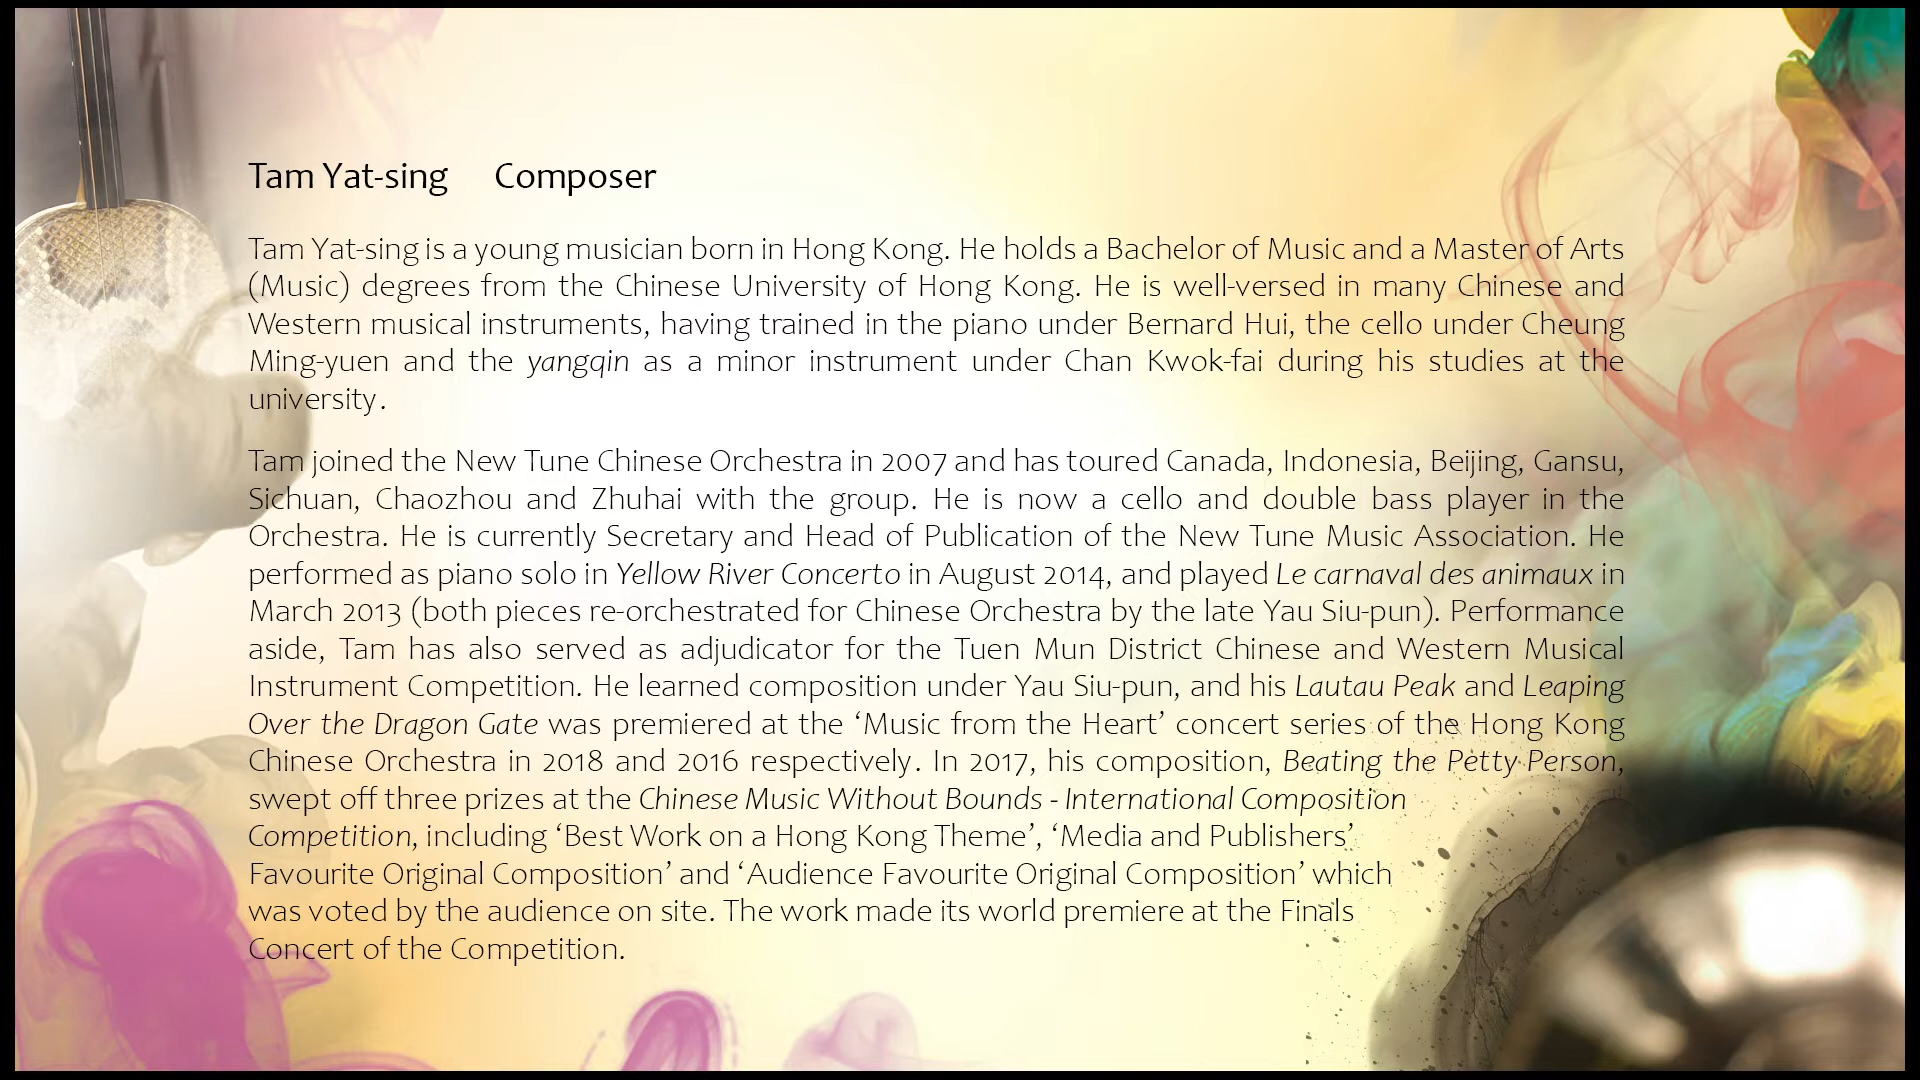 Tam Yat-sing Composer
Tam Yat-sing is a young musician born in Hong Kong. He holds a Bachelor of Music and a Master of Arts
(Music) degrees from the Chinese University of Hong Kong. He is well-versed in many Chinese and
Western musical instruments, having trained in the piano under Bernard Hui, the cello under Cheung
Ming-yuen and the yangqin as a minor instrument under Chan Kwok-fai during his studies at the
university.
Tam joined the New Tune Chinese Orchestra in 2007 and has toured Canada, Indonesia, Beijing, Gansu,
Sichuan, Chaozhou and Zhuhai with the group. He is now a cello and double bass player in the
Orchestra. He is currently Secretary and Head of Publication of the New Tune Music Association. He
performed as piano solo in Yellow River Concerto in August 2014, and played Le carnaval des animaux in
March 2013 (both pieces re-orchestrated for Chinese Orchestra by the late Yau Siu-pun). Performance
aside, Tam has also served as adjudicator for the Tuen Mun District Chinese and Western Musical
Instrument Competition. He learned composition under Yau Siu-pun, and his Lautau Peak and Leaping
Over the Dragon Gate was premiered at the ‘Music from the Heart’ concert series of the Hong Kong
Chinese Orchestra in 2018 and 2016 respectively. In 2017, his composition, Beating the Petty Person,
swept off three prizes at the Chinese Music Without Bounds - International Composition
Competition, including ‘Best Work on a Hong Kong Theme’, ‘Media and Publishers’
Favourite Original Composition’ and ‘Audience Favourite Original Composition’ which
was voted by the audience on site. The work made its world premiere at the Finals
Concert of the Competition.